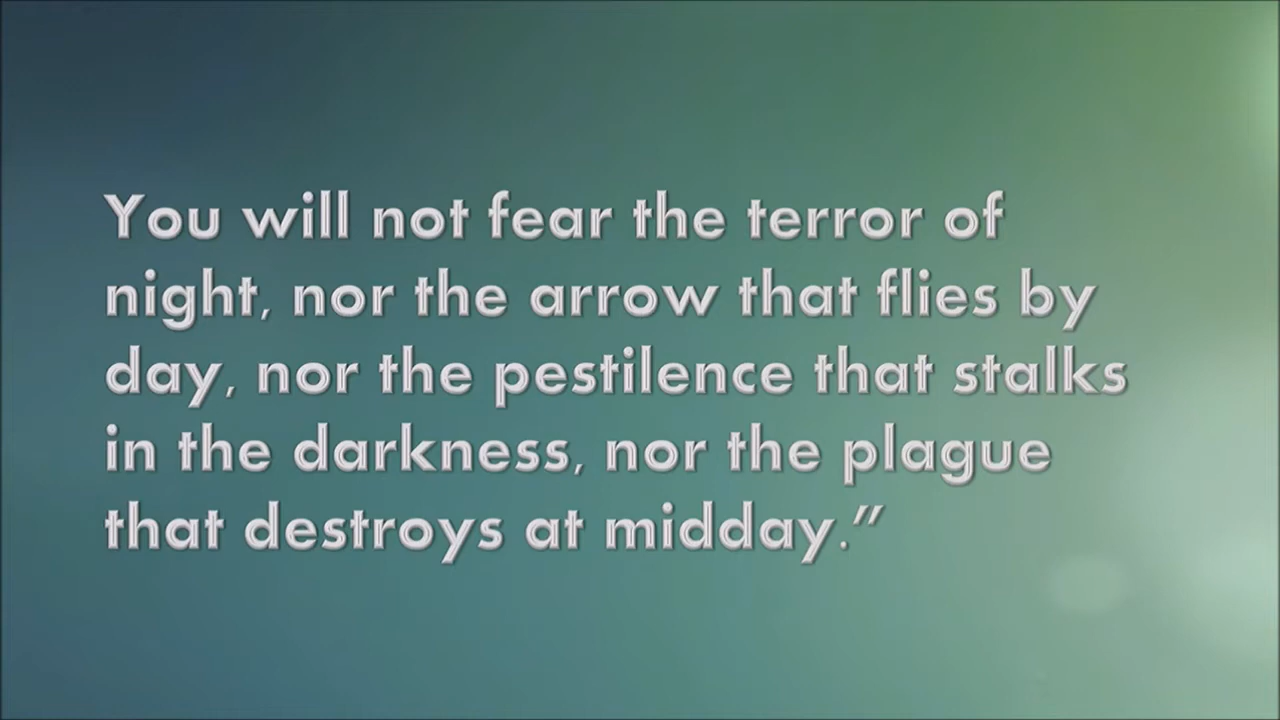 You will not fear the terror of
night, nor the arrow that flies by
day, nor the pestilence that stalks
in the darkness, nor the plague
that destroys at midday.”